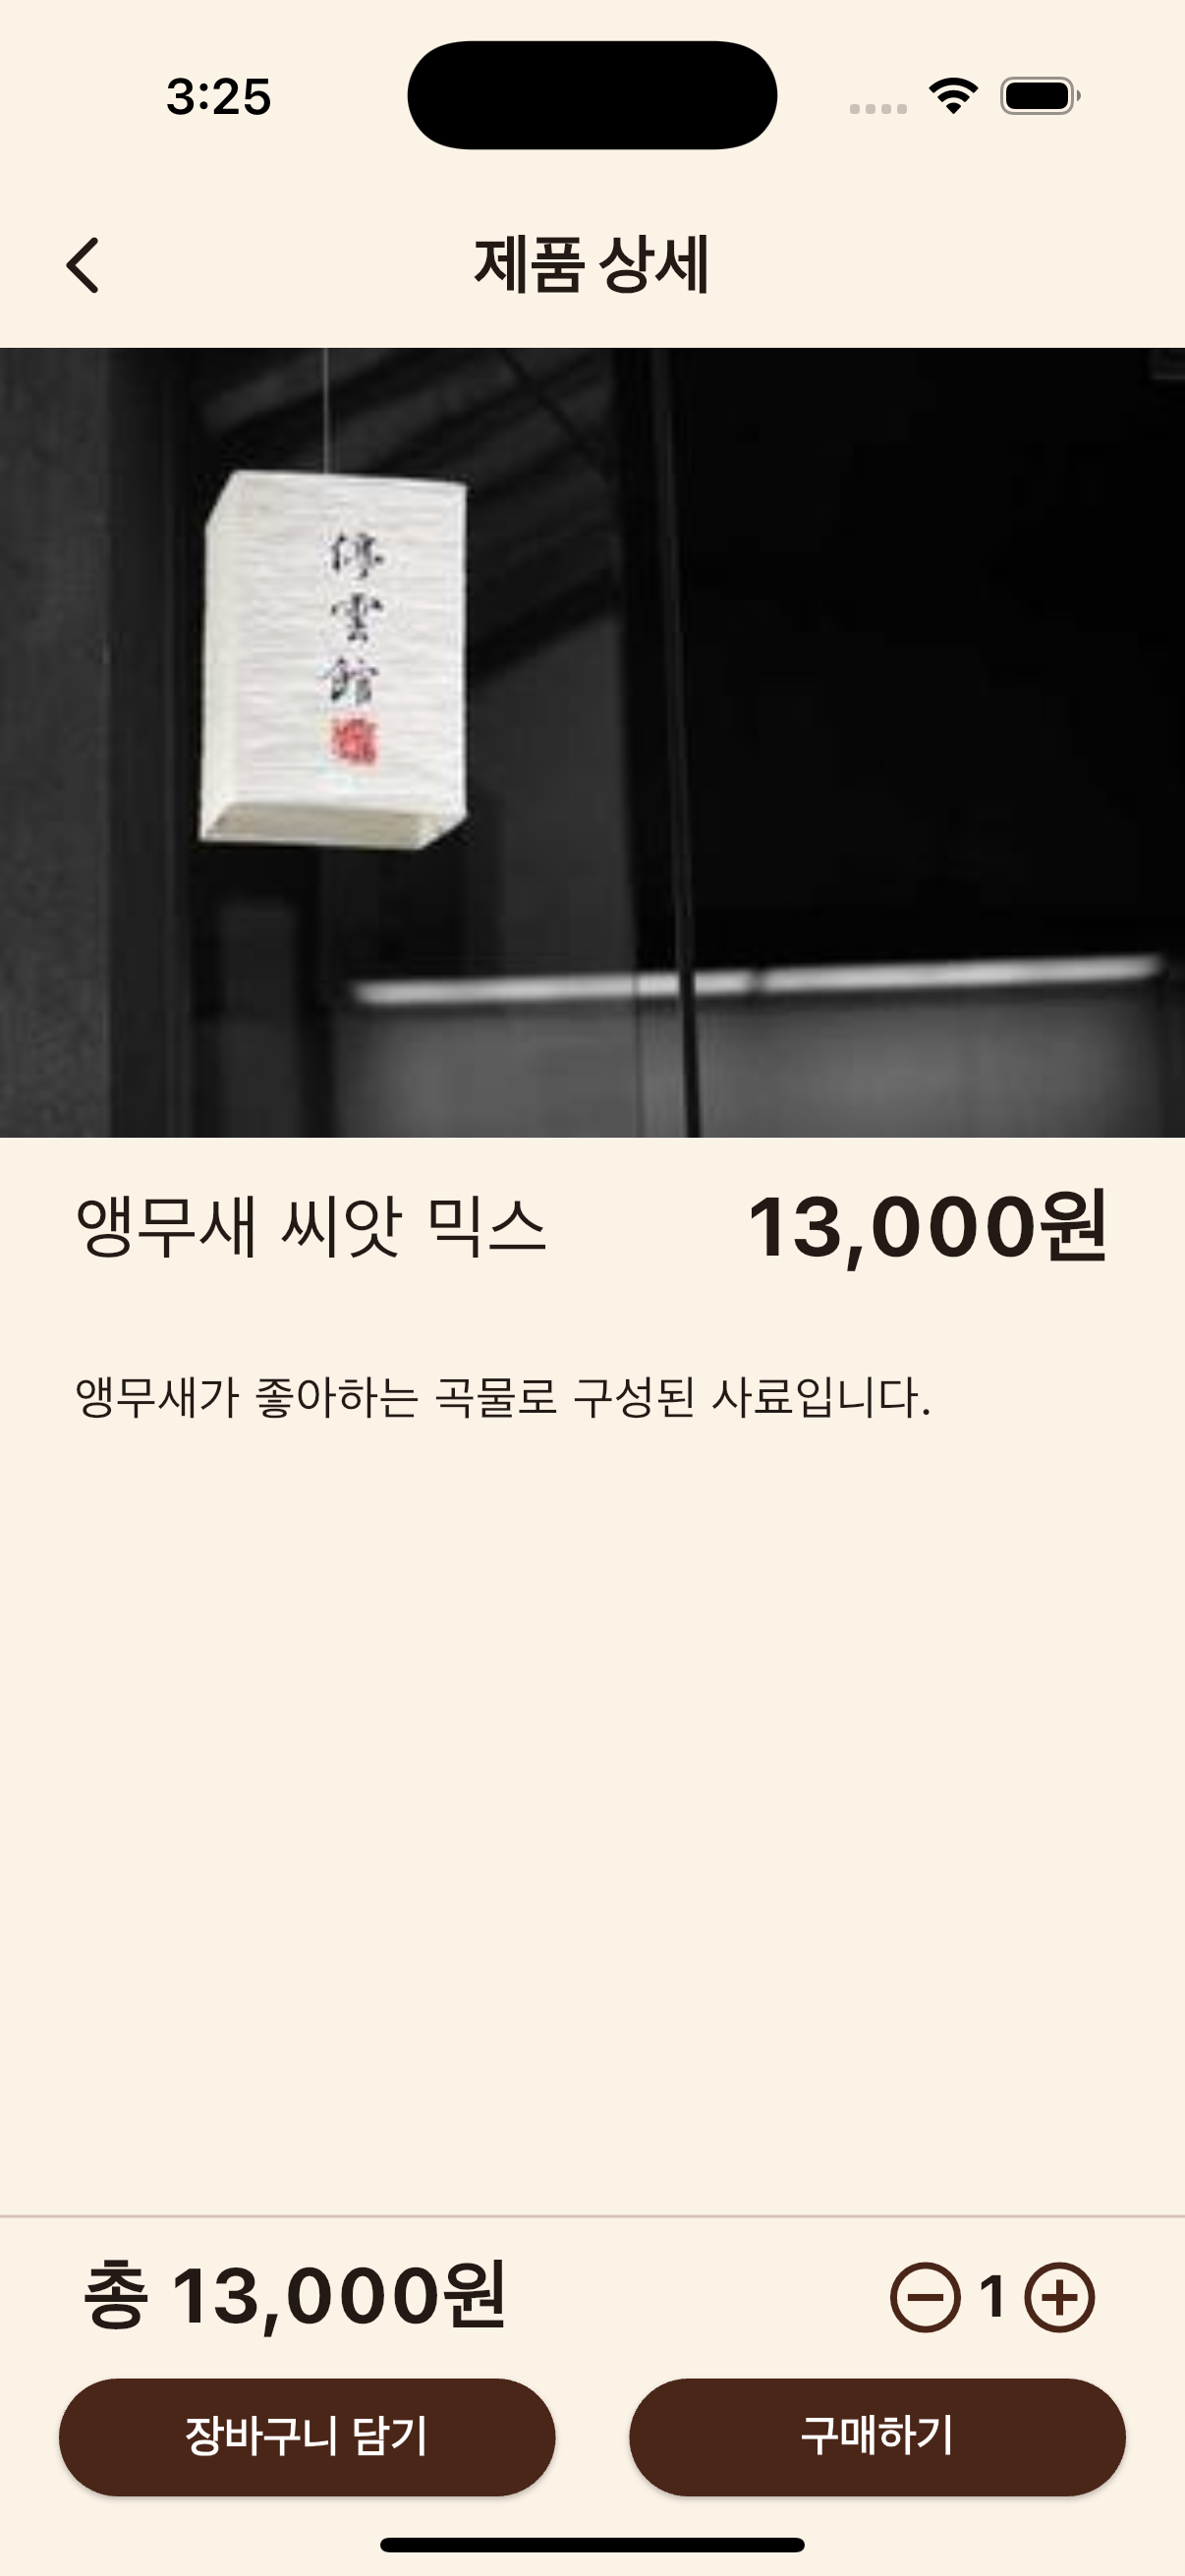 3:25
제품 상세
停
雲
館
앵무새 씨앗 믹스
13,000원
앵무새가 좋아하는 곡물로 구성된 사료입니다.
총 13,000원
1
장바구니 담기
구매하기